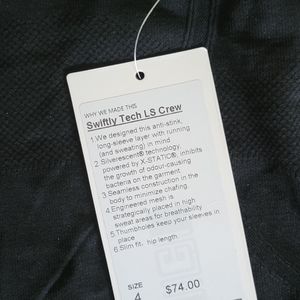 WHY WE MADE THIS
Swiftly Tech LS Crew
1.We designed this anti-stink,
long-sleeve layer with running
(and sweating) in mind
2.Silverescent® technology,
powered by X-STATIC®, inhibits
the growth of odour-causing
bacteria on the garment
3.Seamless construction in the
body to minimize chafing
4.Engineered mesh is
strategically placed in high
sweat areas for breathability
5.Thumbholes keep your sleeves in
place
6.Slim fit, hip length
SIZE
4
$74.00